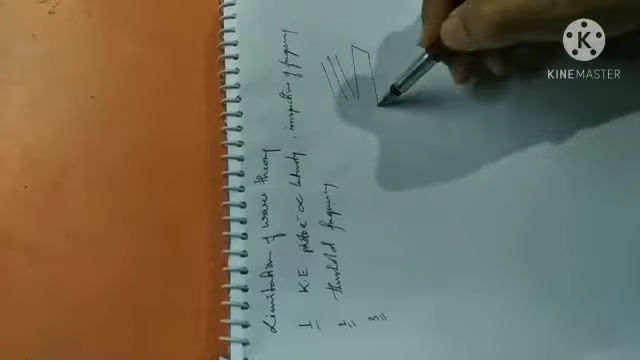 Limitation of wave theory
1 K.E photo e- ∝ intensity, irrespective of frequency
2 threshold frequency
3
KINEMASTER